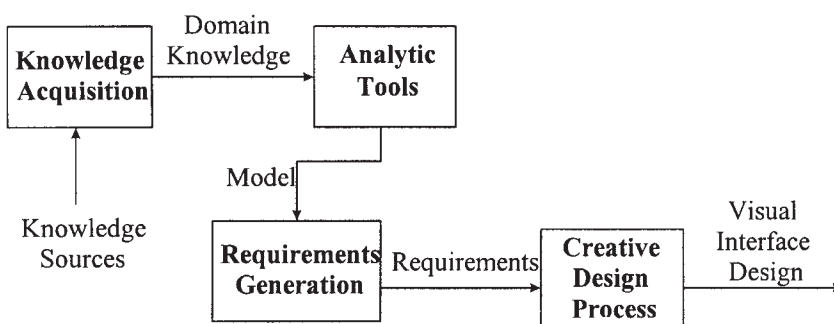 Knowledge
Acquisition
Domain
Knowledge
Analytic
Tools
Knowledge
Sources
Model
Requirements
Generation
Requirements
Creative
Design
Process
Visual
Interface
Design